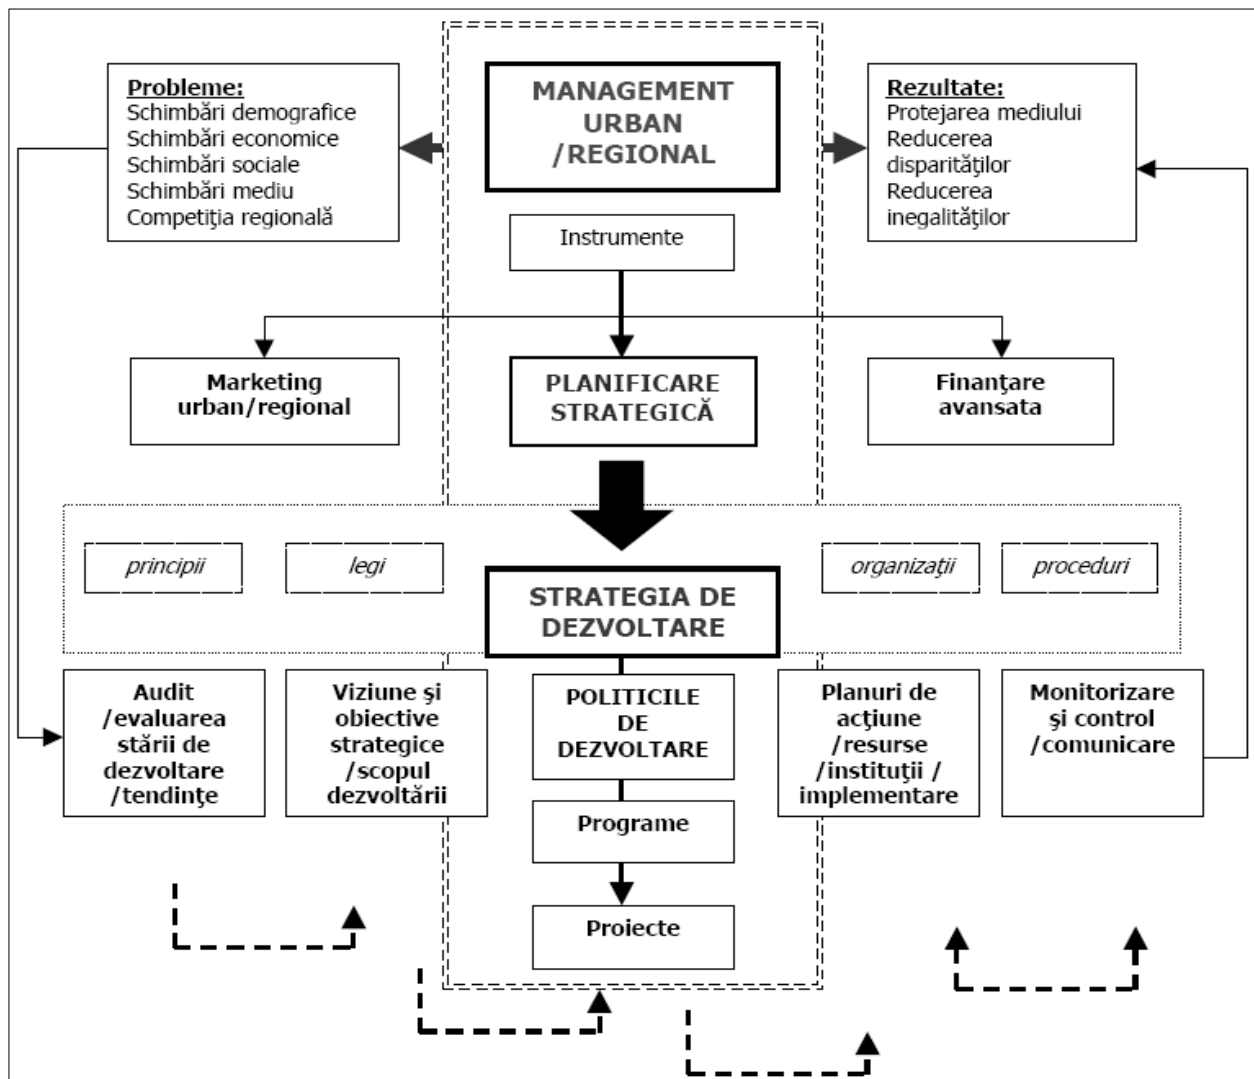 Probleme:
Schimbări demografice
Schimbări economice
Schimbări sociale
Schimbări mediu
Competiţia regională
MANAGEMENT
URBAN
/REGIONAL
Rezultate:
Protejarea mediului
Reducerea
disparităţilor
Reducerea
inegalităţilor
Instrumente
Marketing
urban/regional
PLANIFICARE
STRATEGICĂ
Finanţare
avansata
principii
legi
organizaţii
proceduri
STRATEGIA DE
DEZVOLTARE
Audit
/evaluarea
stării de
dezvoltare
/tendinţe
Viziune şi
obiective
strategice
/scopul
dezvoltării
POLITICILE
DE
DEZVOLTARE
Planuri de
acţiune
/resurse
/instituţii /
implementare
Monitorizare
şi control
/comunicare
Programe
Proiecte